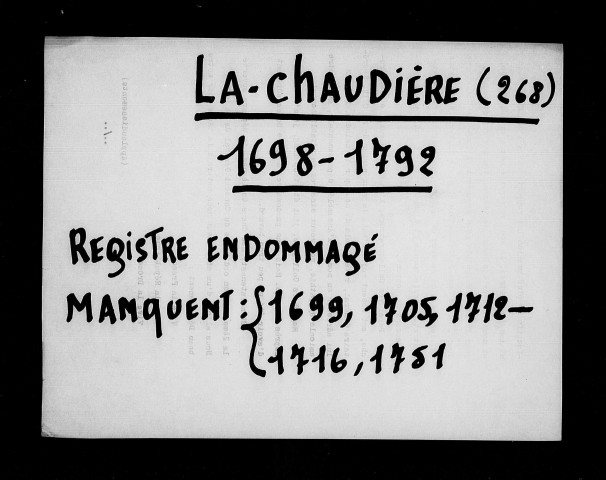 LA-CHAUDIÈRE (268)
1698-1792
REGISTRE ENDOMMAGÉ
MANQUENT: { 1699, 1705, 1712-
1716, 1751